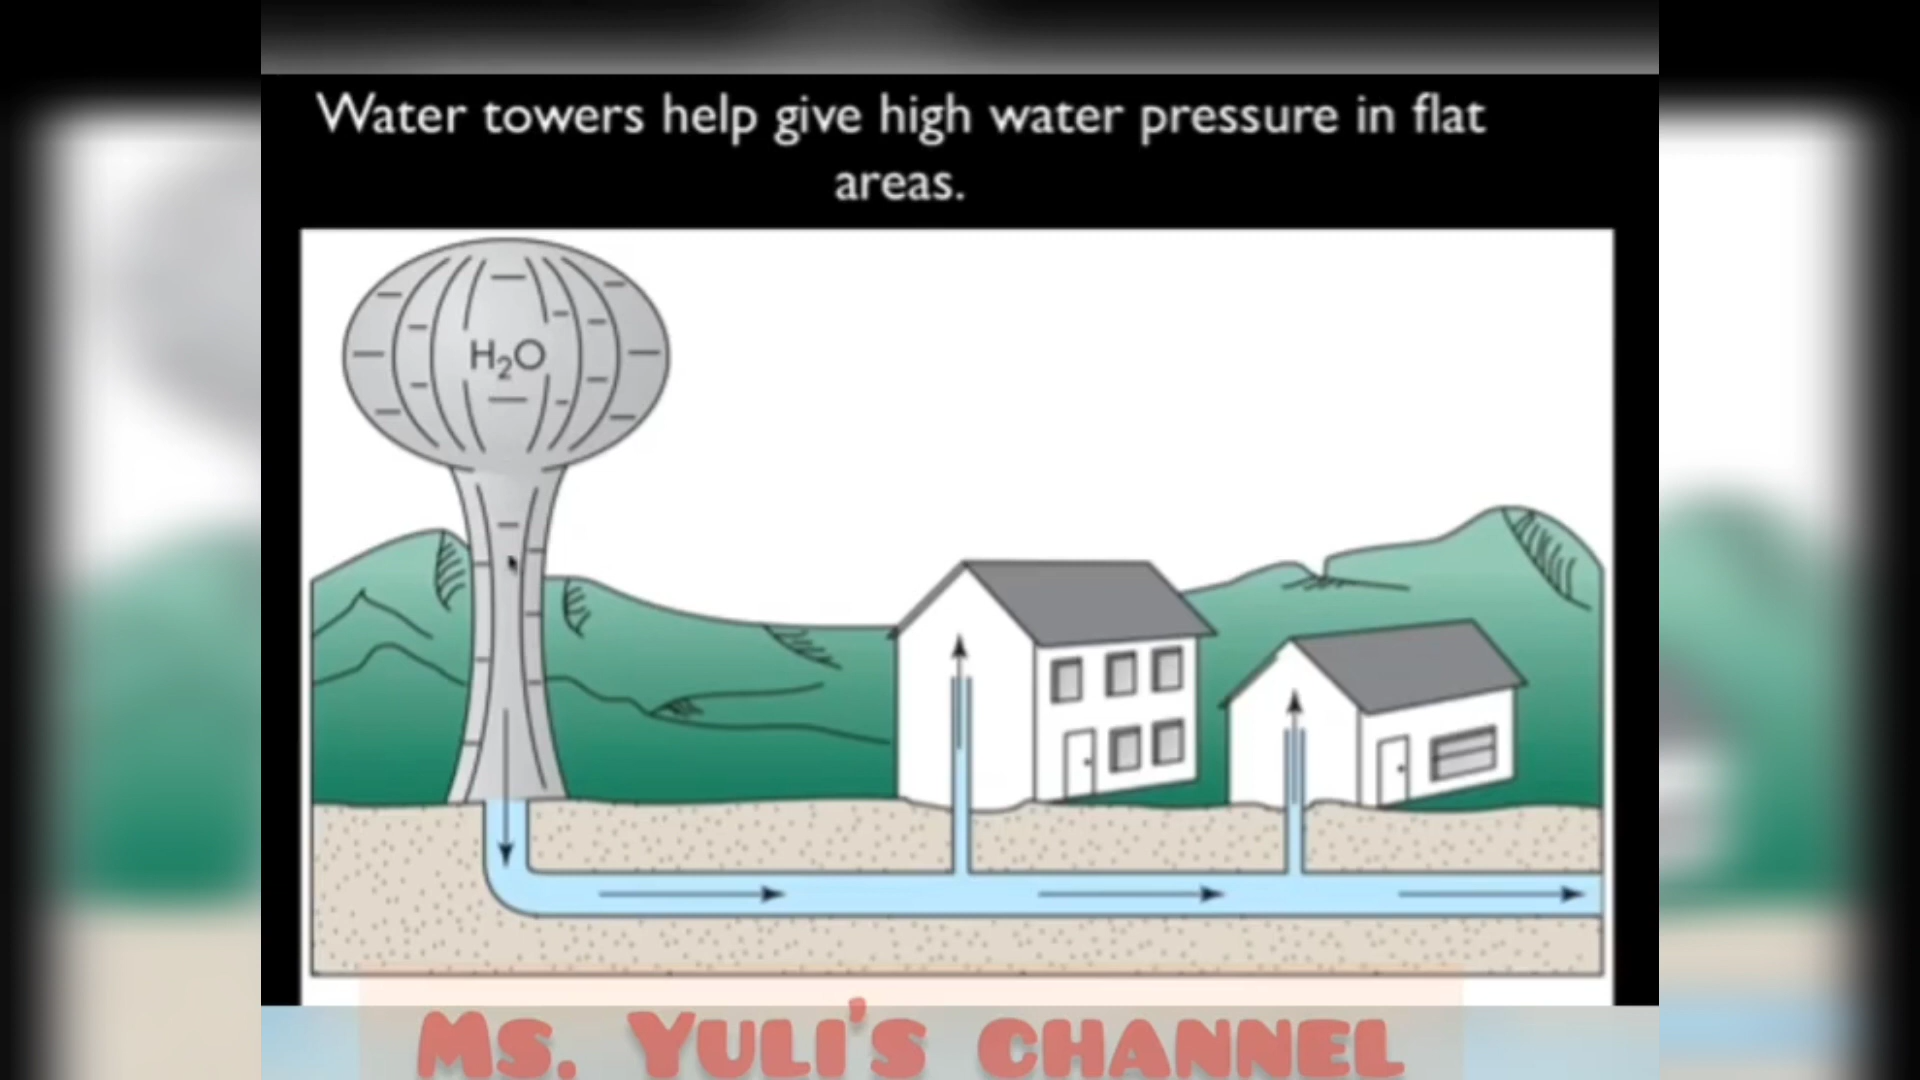 Water towers help give high water pressure in flat
areas.
H₂O
Ms. Yuli's channel